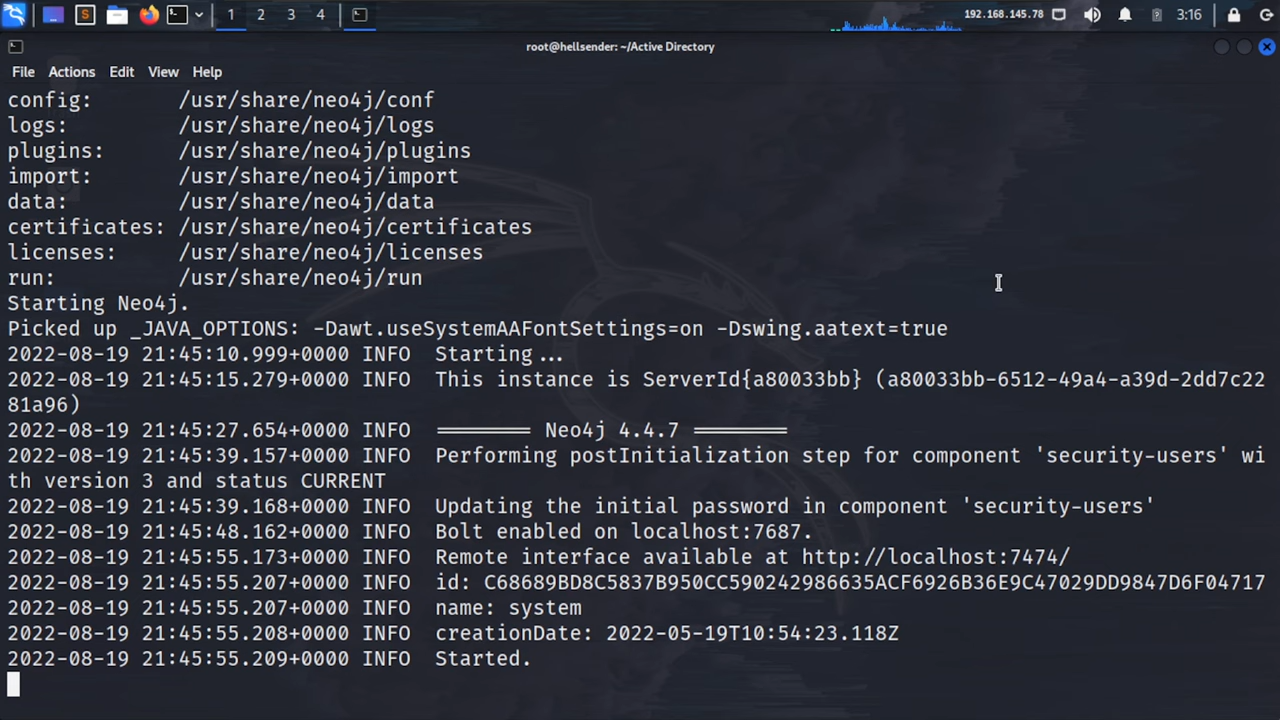 1 2 3 4 192.168.145.78 3:16
root@hellsender: ~/Active Directory
File Actions Edit View Help
config: /usr/share/neo4j/conf
logs: /usr/share/neo4j/logs
plugins: /usr/share/neo4j/plugins
import: /usr/share/neo4j/import
data: /usr/share/neo4j/data
certificates: /usr/share/neo4j/certificates
licenses: /usr/share/neo4j/licenses
run: /usr/share/neo4j/run
Starting Neo4j.
Picked up _JAVA_OPTIONS: -Dawt.useSystemAAFontSettings=on -Dswing.aatext=true
2022-08-19 21:45:10.999+0000 INFO Starting...
2022-08-19 21:45:15.279+0000 INFO This instance is ServerId{a80033bb} (a80033bb-6512-49a4-a39d-2dd7c22
81a96)
2022-08-19 21:45:27.654+0000 INFO ======== Neo4j 4.4.7 ========
2022-08-19 21:45:39.157+0000 INFO Performing postInitialization step for component 'security-users' wi
th version 3 and status CURRENT
2022-08-19 21:45:39.168+0000 INFO Updating the initial password in component 'security-users'
2022-08-19 21:45:48.162+0000 INFO Bolt enabled on localhost:7687.
2022-08-19 21:45:55.173+0000 INFO Remote interface available at http://localhost:7474/
2022-08-19 21:45:55.207+0000 INFO id: C68689BD8C5837B950CC590242986635ACF6926B36E9C47029DD9847D6F04717
2022-08-19 21:45:55.207+0000 INFO name: system
2022-08-19 21:45:55.208+0000 INFO creationDate: 2022-05-19T10:54:23.118Z
2022-08-19 21:45:55.209+0000 INFO Started.